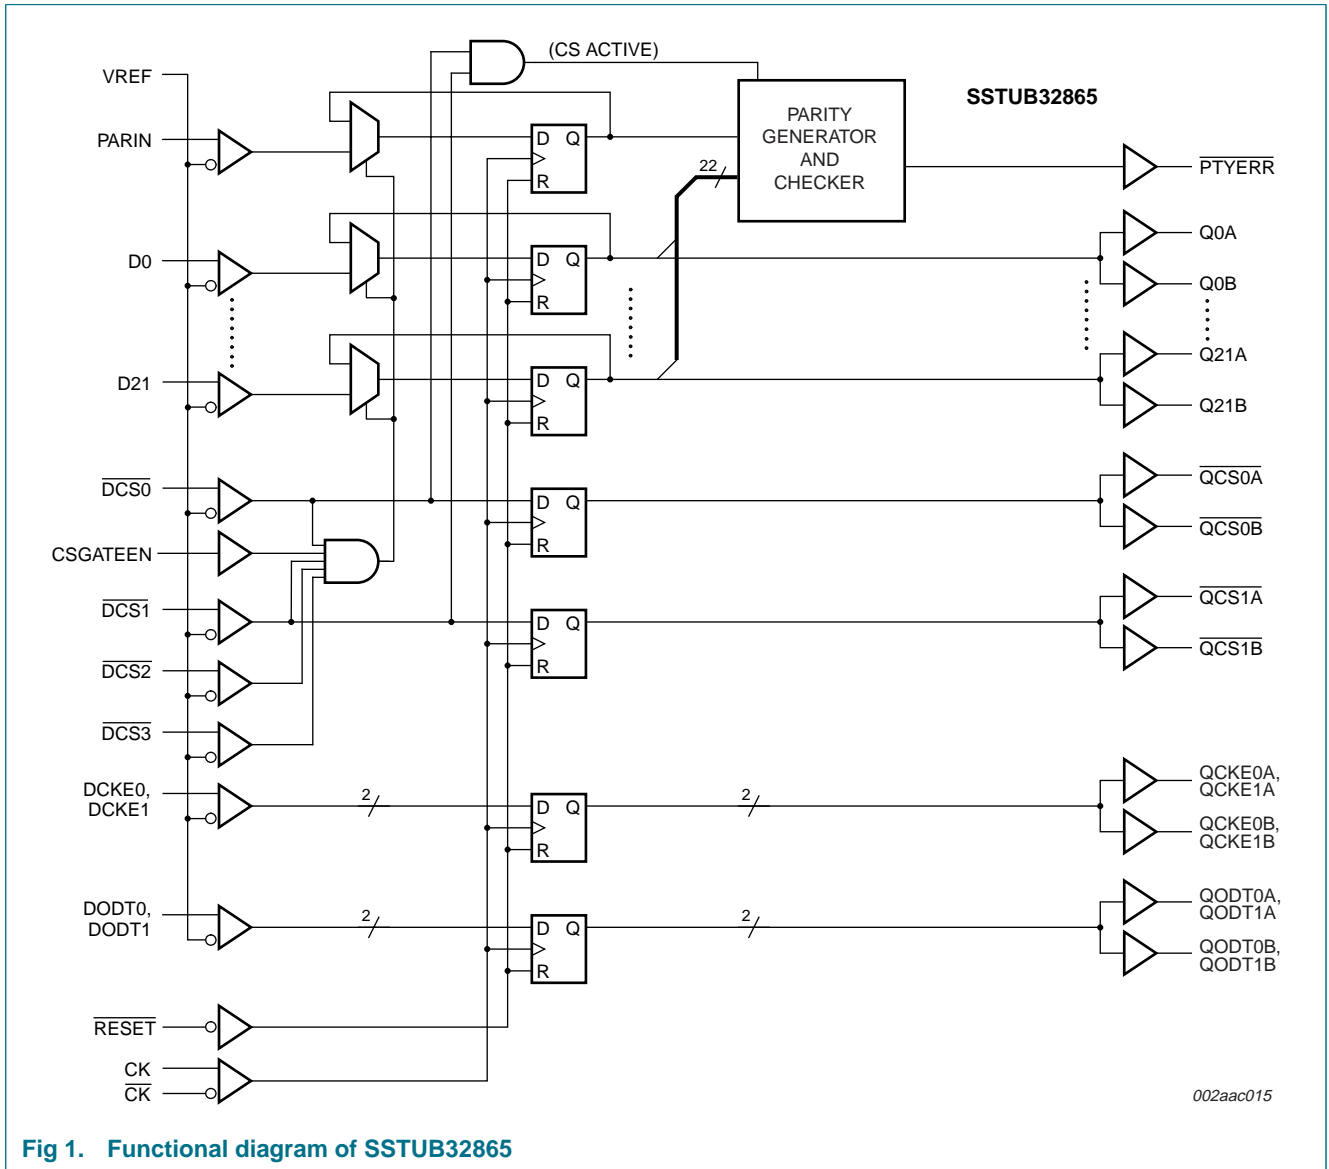 (CS ACTIVE)
VREF
SSTUB32865
PARITY
GENERATOR
AND
CHECKER
PARIN
D Q
R
22
PTYERR
D0
D Q
R
Q0A
Q0B
D21
D Q
R
Q21A
Q21B
DCS0
D Q
R
QCS0A
QCS0B
CSGATEEN
DCS1
D Q
R
QCS1A
QCS1B
DCS2
DCS3
DCKE0,
DCKE1
2
D Q
R
2
QCKE0A,
QCKE1A
QCKE0B,
QCKE1B
DODT0,
DODT1
2
D Q
R
2
QODT0A,
QODT1A
QODT0B,
QODT1B
RESET
CK
CK
002aac015
Fig 1. Functional diagram of SSTUB32865